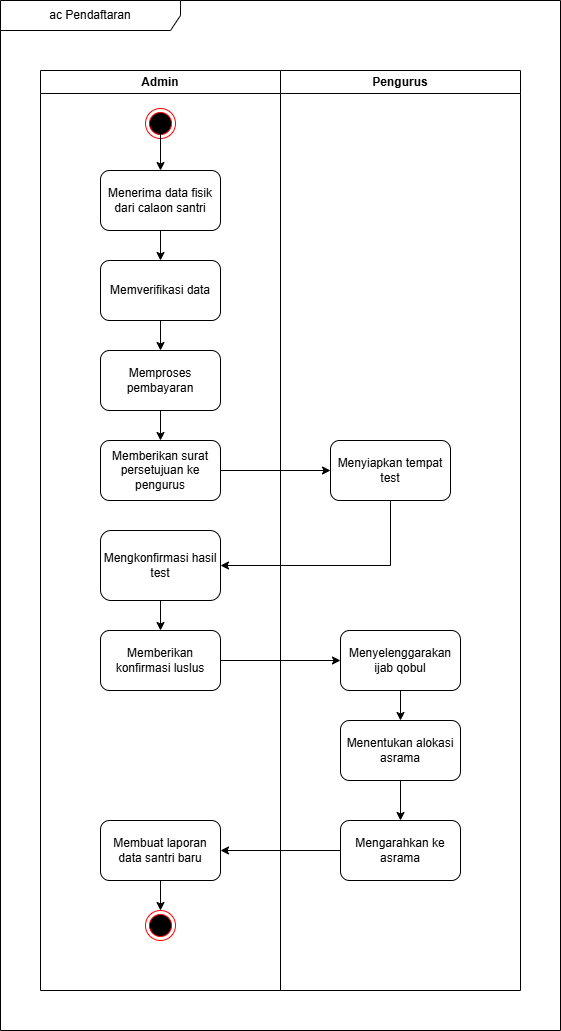 ac Pendaftaran
Admin
Pengurus
Menerima data fisik
dari calaon santri
Memverifikasi data
Memproses
pembayaran
Memberikan surat
persetujuan ke
pengurus
Menyiapkan tempat
test
Mengkonfirmasi hasil
test
Memberikan
konfirmasi luslus
Menyelenggarakan
ijab qobul
Menentukan alokasi
asrama
Mengarahkan ke
asrama
Membuat laporan
data santri baru